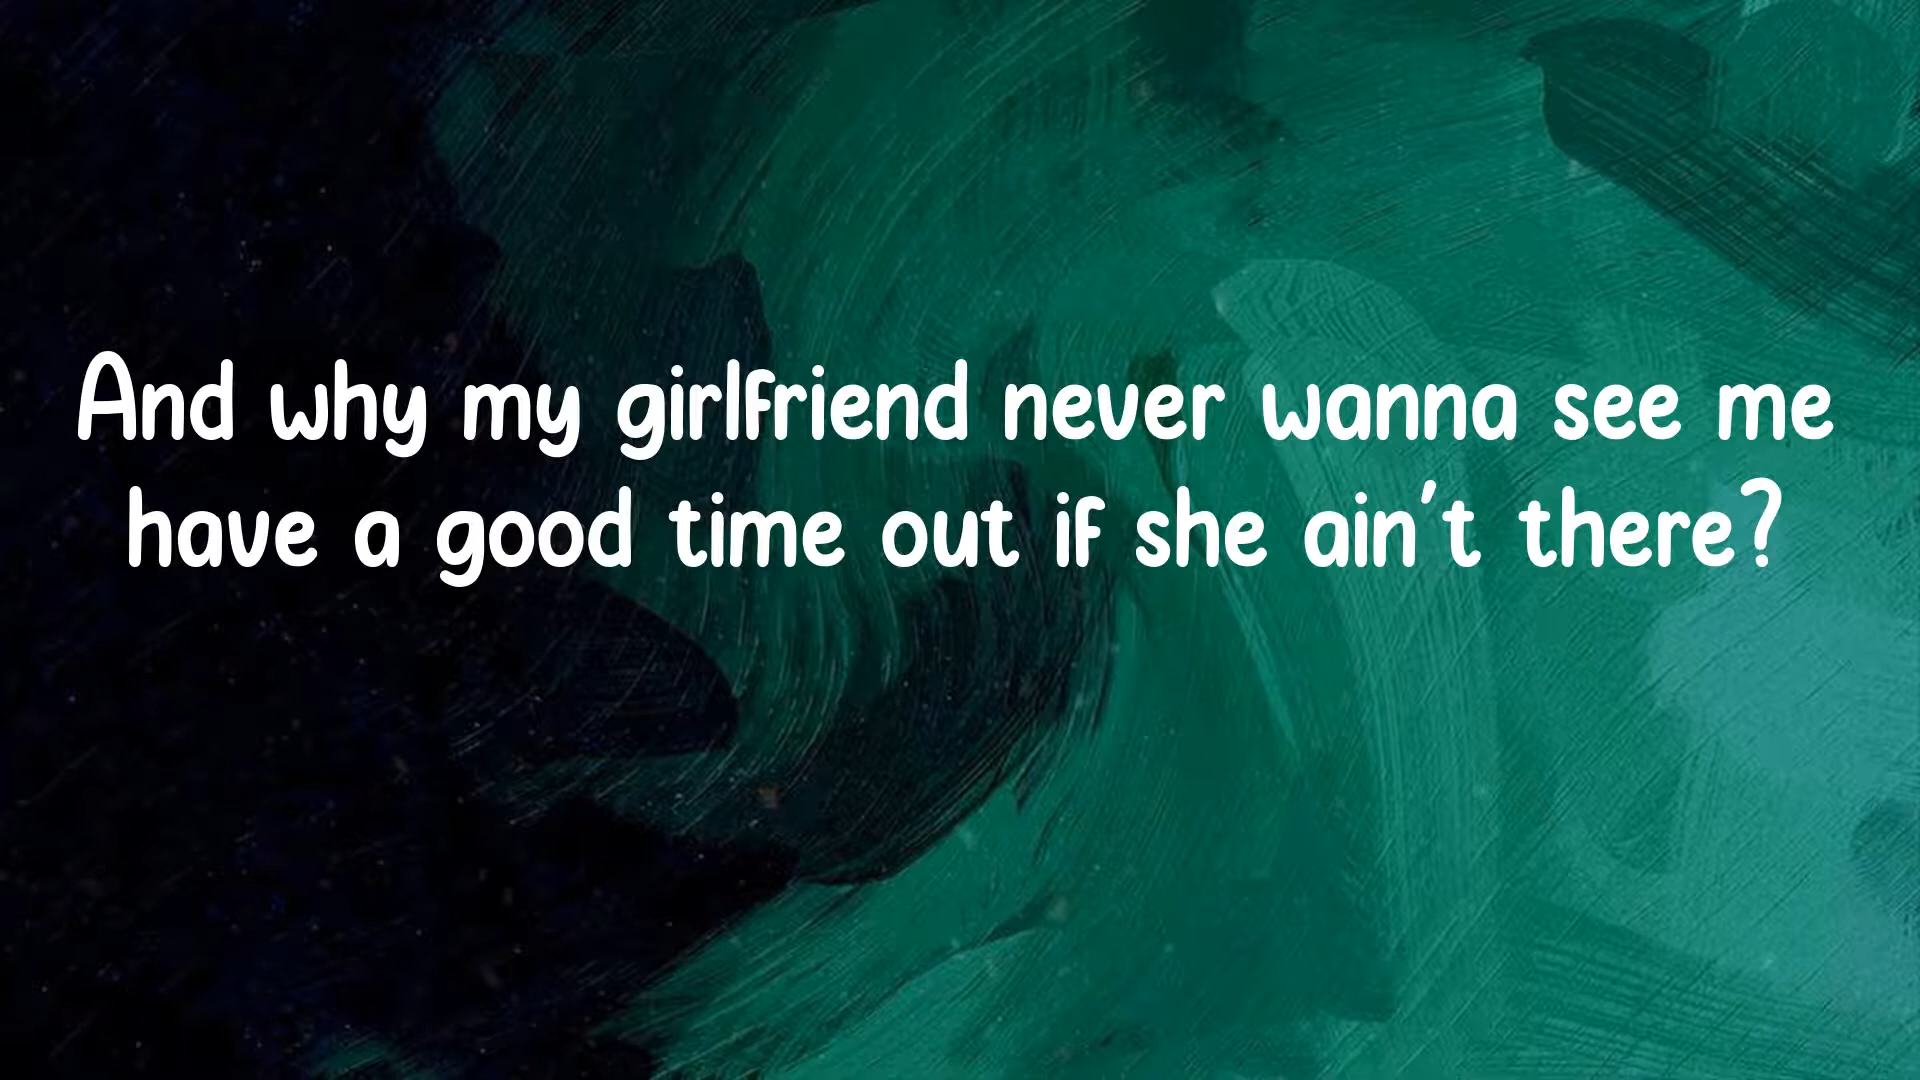 And why my girlfriend never wanna see me
have a good time out if she ain't there?